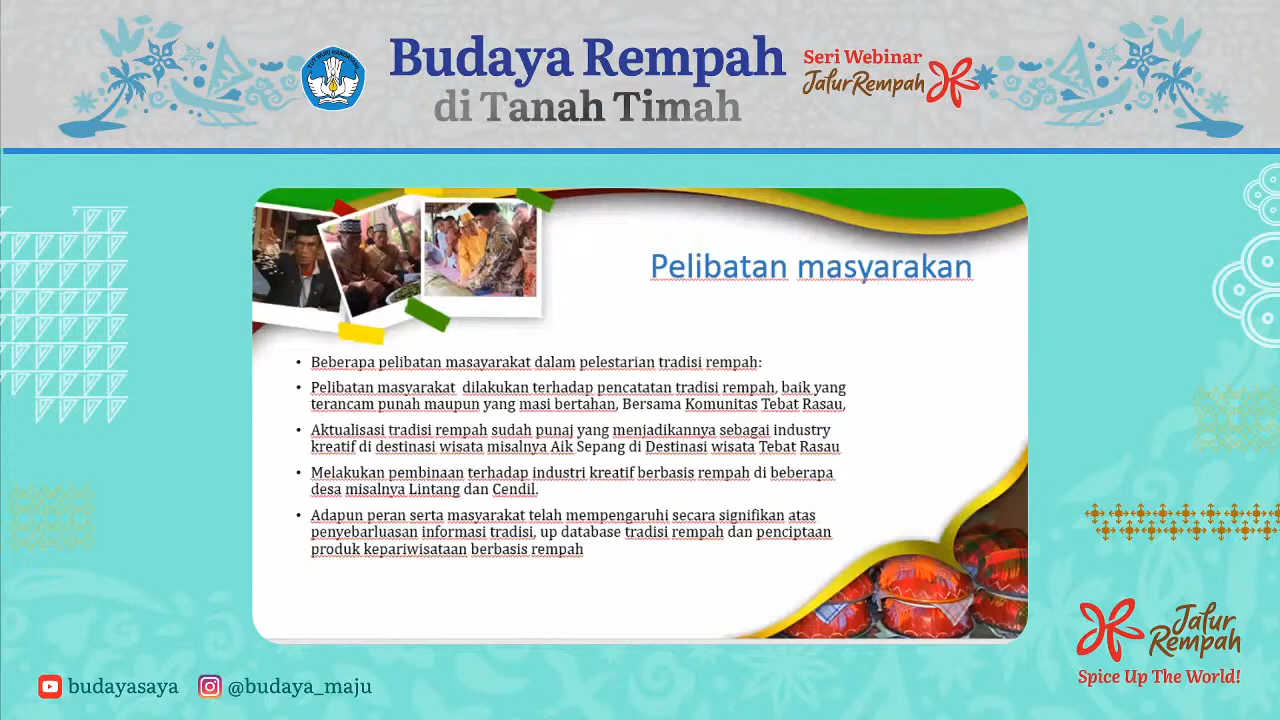 TUT WURI HANDAYANI
Budaya Rempah
di Tanah Timah
Seri Webinar
Jalur Rempah
Pelibatan masyarakan
• Beberapa pelibatan masayarakat dalam pelestarian tradisi rempah:
• Pelibatan masyarakat dilakukan terhadap pencatatan tradisi rempah, baik yang
terancam punah maupun yang masi bertahan, Bersama Komunitas Tebat Rasau,
• Aktualisasi tradisi rempah sudah punaj yang menjadikannya sebagai industry
kreatif di destinasi wisata misalnya Aik Sepang di Destinasi wisata Tebat Rasau
• Melakukan pembinaan terhadap industri kreatif berbasis rempah di beberapa
desa misalnya Lintang dan Cendil.
• Adapun peran serta masyarakat telah mempengaruhi secara signifikan atas
penyebarluasan informasi tradisi, up database tradisi rempah dan penciptaan
produk kepariwisataan berbasis rempah
Jalur
Rempah
Spice Up The World!
budayasaya
@budaya_maju